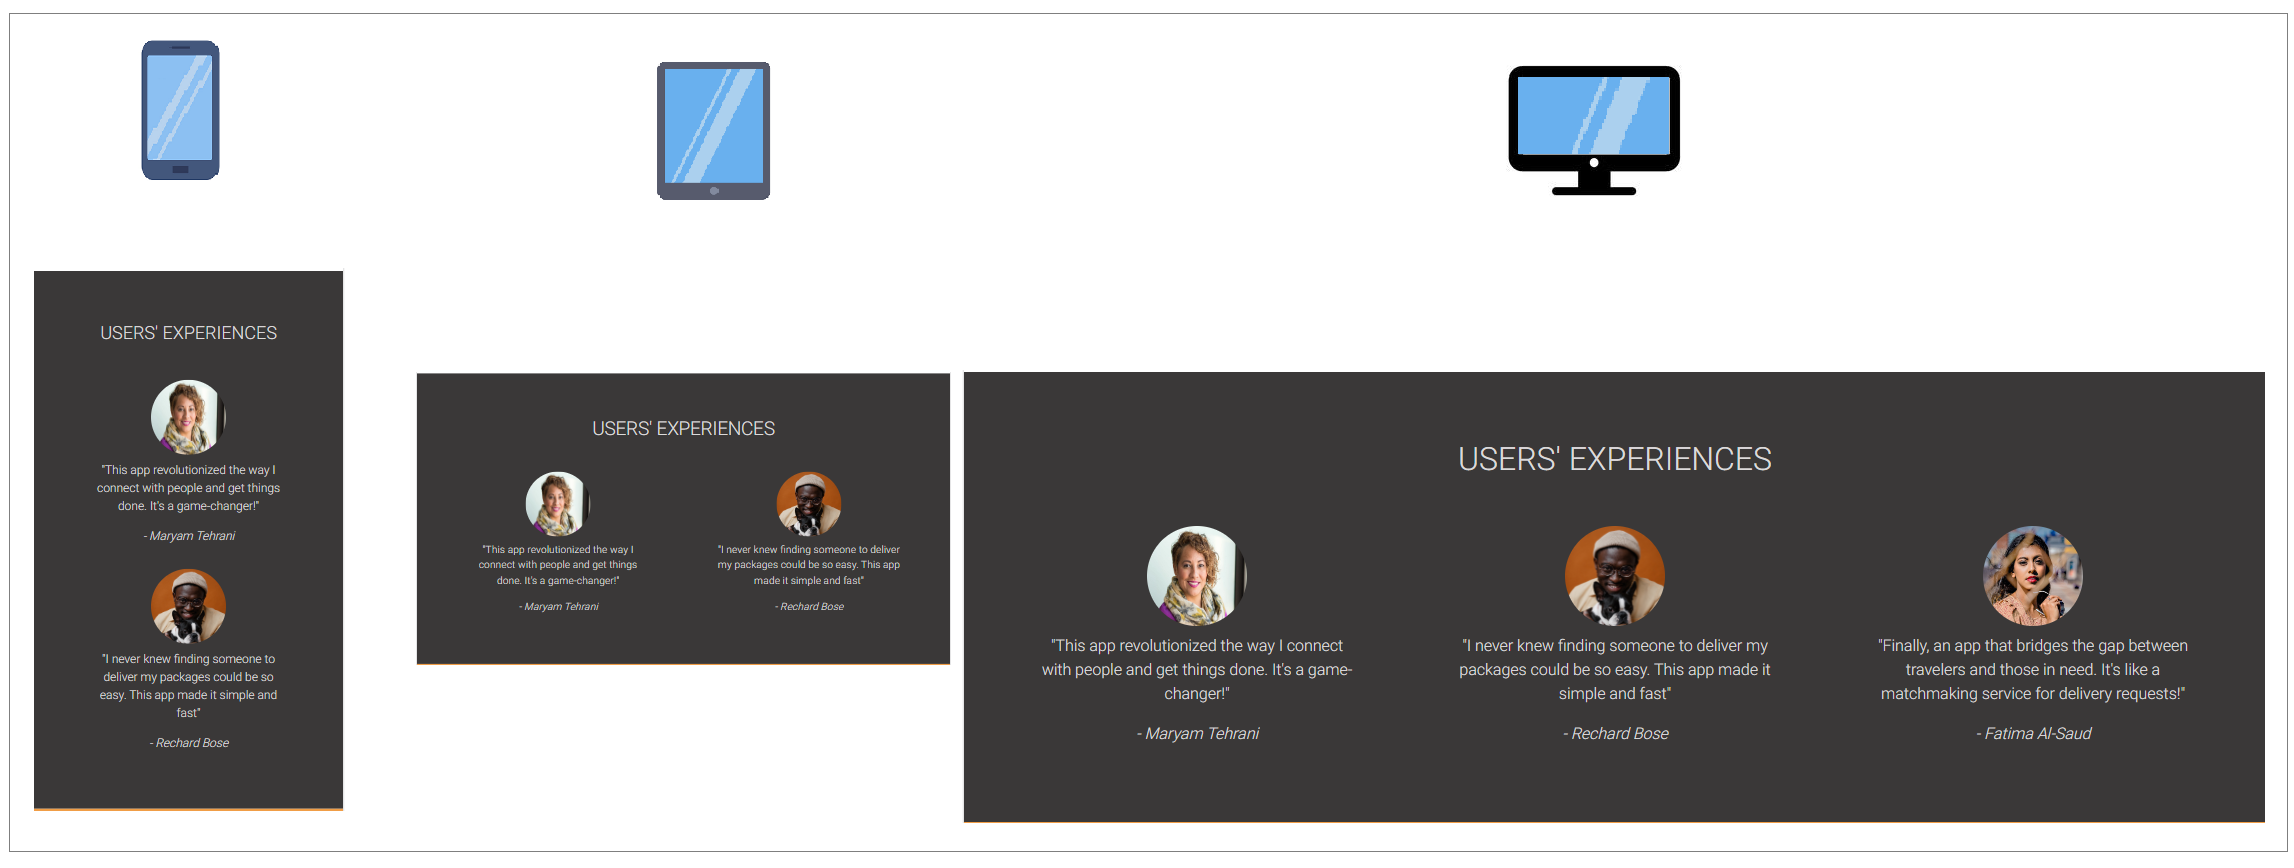 USERS' EXPERIENCES
"This app revolutionized the way I
connect with people and get things
done. It's a game-changer!"
- Maryam Tehrani
"I never knew finding someone to
deliver my packages could be so
easy. This app made it simple and
fast"
- Rechard Bose
USERS' EXPERIENCES
"This app revolutionized the way I
connect with people and get things
done. It's a game-changer!"
- Maryam Tehrani
"I never knew finding someone to deliver
my packages could be so easy. This app
made it simple and fast"
- Rechard Bose
USERS' EXPERIENCES
"This app revolutionized the way I connect
with people and get things done. It's a game-
changer!"
- Maryam Tehrani
"I never knew finding someone to deliver my
packages could be so easy. This app made it
simple and fast"
- Rechard Bose
"Finally, an app that bridges the gap between
travelers and those in need. It's like a
matchmaking service for delivery requests!"
- Fatima Al-Saud